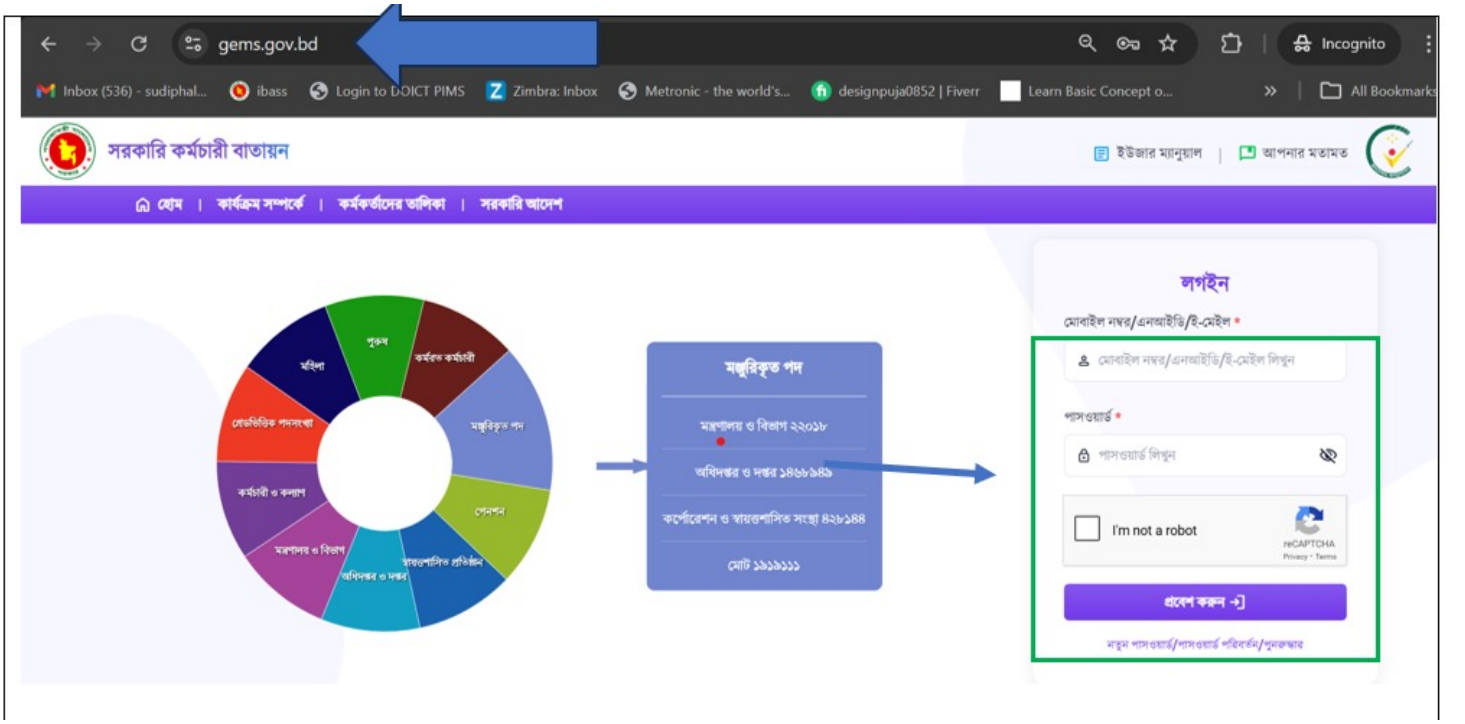 gems.gov.bd
Incognito
Inbox (536) - sudiphal... ibass Login to DOICT PIMS Zimbra: Inbox Metronic - the world's... designpuja0852 | Fiverr Learn Basic Concept o... » All Bookmarks
সরকারি কর্মচারী বাতায়ন
ইউজার ম্যানুয়াল | আপনার মতামত
হোম | কার্যক্রম সম্পর্কে | কর্মকর্তাদের তালিকা | সরকারি আদেশ
পুরুষ
কর্মরত কর্মচারী
মহিলা
মঞ্জুরিকৃত পদ
গ্রেডভিত্তিক পদসংখ্যা
কর্মচারী ও কল্যাণ
পেনশন
মন্ত্রণালয় ও বিভাগ
স্বায়ত্তশাসিত প্রতিষ্ঠান
অধিদপ্তর ও দপ্তর
মঞ্জুরিকৃত পদ
মন্ত্রণালয় ও বিভাগ ২২০১৮
অধিদপ্তর ও দপ্তর ১৪৬৮৯৪৯
কর্পোরেশন ও স্বায়ত্তশাসিত সংস্থা ৪২৮১৪৪
মোট ১৯১৯১১১
লগইন
মোবাইল নম্বর/এনআইডি/ই-মেইল *
মোবাইল নম্বর/এনআইডি/ই-মেইল লিখুন
পাসওয়ার্ড *
পাসওয়ার্ড লিখুন
I'm not a robot
reCAPTCHA
Privacy - Terms
প্রবেশ করুন
নতুন পাসওয়ার্ড/পাসওয়ার্ড পরিবর্তন/পুনরুদ্ধার